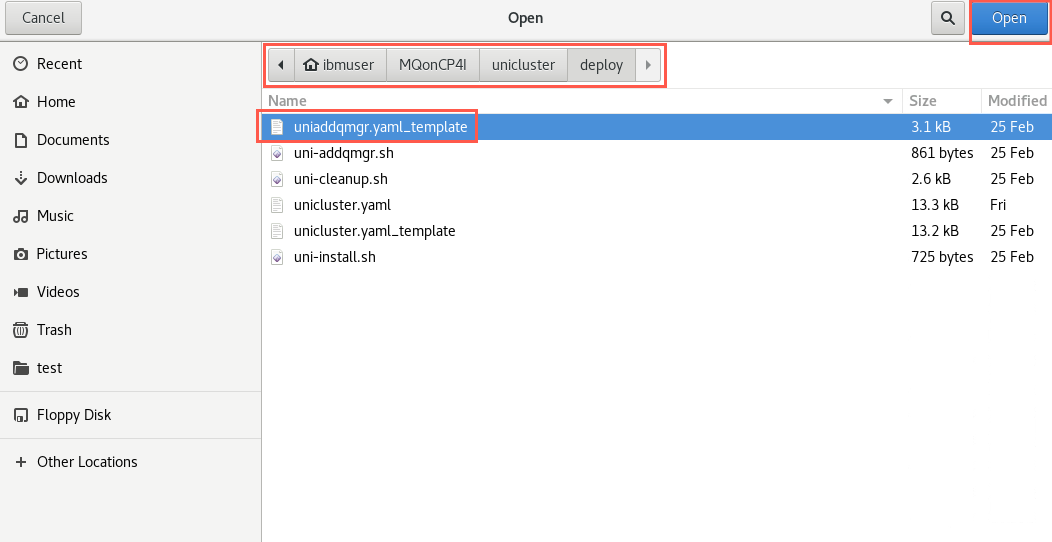 Cancel Open Open
Recent
Home
Documents
Downloads
Music
Pictures
Videos
Trash
test
Floppy Disk
Other Locations
ibmuser MQonCP4I unicluster deploy
Name Size Modified
uniaddqmgr.yaml_template 3.1 kB 25 Feb
uni-addqmgr.sh 861 bytes 25 Feb
uni-cleanup.sh 2.6 kB 25 Feb
unicluster.yaml 13.3 kB Fri
unicluster.yaml_template 13.2 kB 25 Feb
uni-install.sh 725 bytes 25 Feb